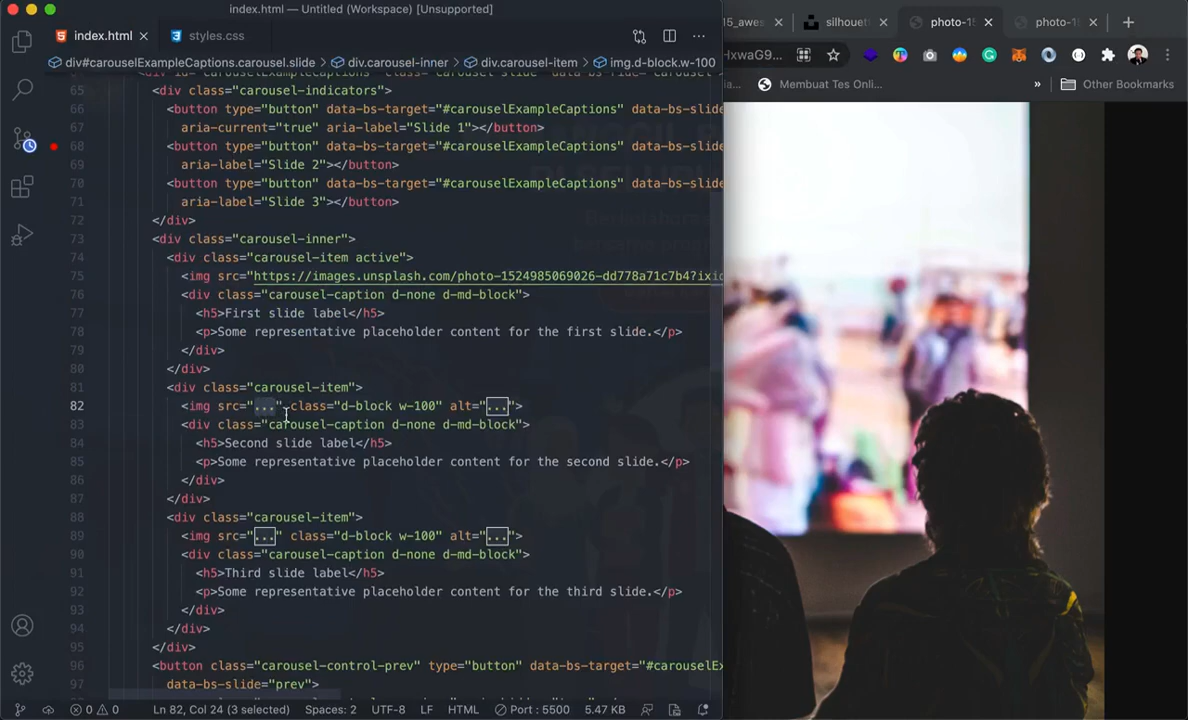 index.html — Untitled (Workspace) [Unsupported]
index.html
styles.css
div#carouselExampleCaptions.carousel.slide > div.carousel-inner > div.carousel-item > img.d-block.w-100
65 <div class="carousel-indicators">
66 <button type="button" data-bs-target="#carouselExampleCaptions" data-bs-slide
67 aria-current="true" aria-label="Slide 1"></button>
68 <button type="button" data-bs-target="#carouselExampleCaptions" data-bs-slide
69 aria-label="Slide 2"></button>
70 <button type="button" data-bs-target="#carouselExampleCaptions" data-bs-slide
71 aria-label="Slide 3"></button>
72 </div>
73 <div class="carousel-inner">
74 <div class="carousel-item active">
75 <img src="https://images.unsplash.com/photo-1524985069026-dd778a71c7b4?ixid
76 <div class="carousel-caption d-none d-md-block">
77 <h5>First slide label</h5>
78 <p>Some representative placeholder content for the first slide.</p>
79 </div>
80 </div>
81 <div class="carousel-item">
82 <img src="..." class="d-block w-100" alt="...">
83 <div class="carousel-caption d-none d-md-block">
84 <h5>Second slide label</h5>
85 <p>Some representative placeholder content for the second slide.</p>
86 </div>
87 </div>
88 <div class="carousel-item">
89 <img src="..." class="d-block w-100" alt="...">
90 <div class="carousel-caption d-none d-md-block">
91 <h5>Third slide label</h5>
92 <p>Some representative placeholder content for the third slide.</p>
93 </div>
94 </div>
95 </div>
96 <button class="carousel-control-prev" type="button" data-bs-target="#carouselEx
97 data-bs-slide="prev">
0 0 Ln 82, Col 24 (3 selected) Spaces: 2 UTF-8 LF HTML Port : 5500 5.47 KB
15_awes
silhouett
photo-15
photo-1
HxwaG9...
Membuat Tes Onli...
» Other Bookmarks